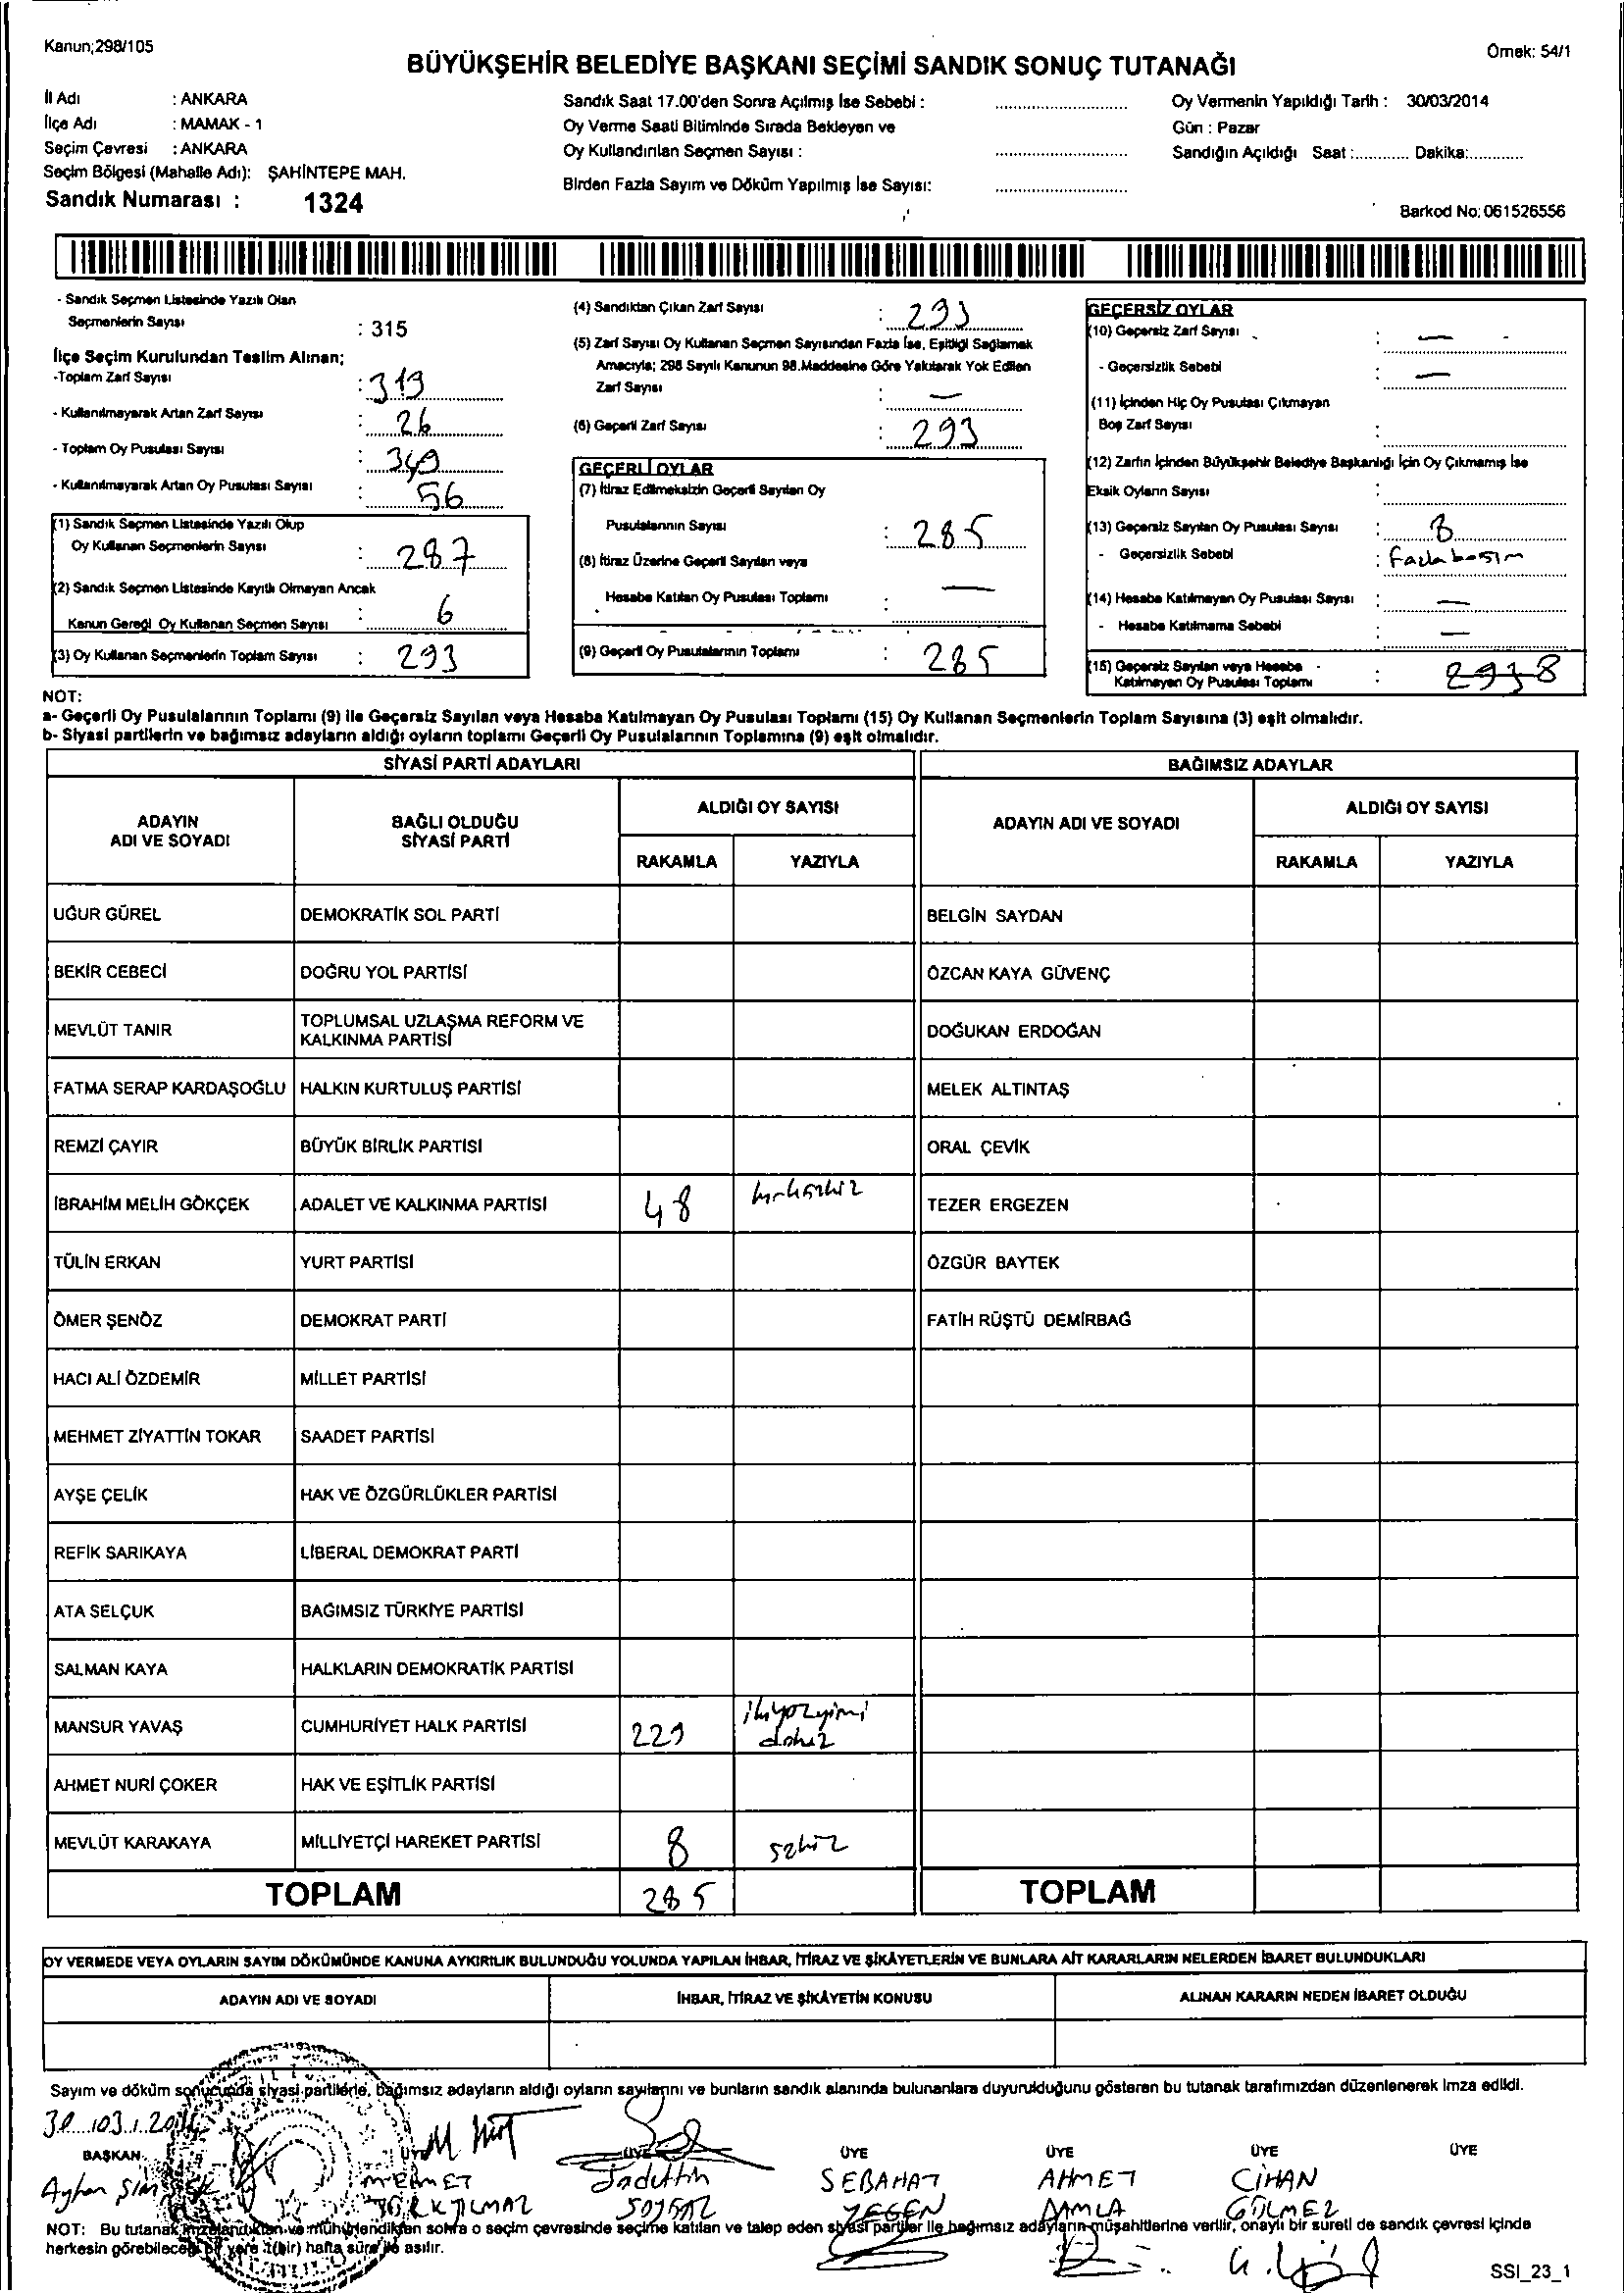 Kanun;298/105
Örnek: 54/1
BÜYÜKŞEHİR BELEDİYE BAŞKANI SEÇİMİ SANDIK SONUÇ TUTANAĞI
İl Adı : ANKARA
İlçe Adı : MAMAK - 1
Seçim Çevresi : ANKARA
Seçim Bölgesi (Mahalle Adı): ŞAHİNTEPE MAH.
Sandık Numarası : 1324
Sandık Saat 17.00'den Sonra Açılmış İse Sebebi :
Oy Verme Saati Bitiminde Sırada Bekleyen ve
Oy Kullandırılan Seçmen Sayısı :
Birden Fazla Sayım ve Döküm Yapılmış İse Sayısı:
Oy Vermenin Yapıldığı Tarih : 30/03/2014
Gün : Pazar
Sandığın Açıldığı Saat :............ Dakika:............
Barkod No: 061526556
- Sandık Seçmen Listesinde Yazılı Olan
Seçmenlerin Sayısı : 315
İlçe Seçim Kurulundan Teslim Alınan;
-Toplam Zarf Sayısı : 319
- Kullanılmayarak Artan Zarf Sayısı : 26
- Toplam Oy Pusulası Sayısı : 349
- Kullanılmayarak Artan Oy Pusulası Sayısı : 56
(1) Sandık Seçmen Listesinde Yazılı Olup
Oy Kullanan Seçmenlerin Sayısı : 287
(2) Sandık Seçmen Listesinde Kayıtlı Olmayan Ancak
Kanun Gereği Oy Kullanan Seçmen Sayısı : 6
(3) Oy Kullanan Seçmenlerin Toplam Sayısı : 293
(4) Sandıktan Çıkan Zarf Sayısı : 293
(5) Zarf Sayısı Oy Kullanan Seçmen Sayısından Fazla İse, Eşitliği Sağlamak
Amacıyla; 298 Sayılı Kanunun 98.Maddesine Göre Yakılarak Yok Edilen
Zarf Sayısı : —
(6) Geçerli Zarf Sayısı : 293
GEÇERLİ OYLAR
(7) İtiraz Edilmeksizin Geçerli Sayılan Oy
Pusulalarının Sayısı : 285
(8) İtiraz Üzerine Geçerli Sayılan veya
Hesaba Katılan Oy Pusulası Toplamı —
(9) Geçerli Oy Pusulalarının Toplamı : 285
GEÇERSİZ OYLAR
(10) Geçersiz Zarf Sayısı : —
- Geçersizlik Sebebi : —
(11) İçinden Hiç Oy Pusulası Çıkmayan
Boş Zarf Sayısı :
(12) Zarfın İçinden Büyükşehir Belediye Başkanlığı İçin Oy Çıkmamış İse
Eksik Oyların Sayısı :
(13) Geçersiz Sayılan Oy Pusulası Sayısı : 8
- Geçersizlik Sebebi : fazla basım
(14) Hesaba Katılmayan Oy Pusulası Sayısı : —
- Hesaba Katılmama Sebebi : —
(15) Geçersiz Sayılan veya Hesaba
Katılmayan Oy Pusulası Toplamı : 293 8
NOT:
a- Geçerli Oy Pusulalarının Toplamı (9) ile Geçersiz Sayılan veya Hesaba Katılmayan Oy Pusulası Toplamı (15) Oy Kullanan Seçmenlerin Toplam Sayısına (3) eşit olmalıdır.
b- Siyasi partilerin ve bağımsız adayların aldığı oyların toplamı Geçerli Oy Pusulalarının Toplamına (9) eşit olmalıdır.
SİYASİ PARTİ ADAYLARI
BAĞIMSIZ ADAYLAR
ADAYIN
ADI VE SOYADI
BAĞLI OLDUĞU
SİYASİ PARTİ
ALDIĞI OY SAYISI
RAKAMLA YAZIYLA
ADAYIN ADI VE SOYADI
ALDIĞI OY SAYISI
RAKAMLA YAZIYLA
UĞUR GÜREL DEMOKRATİK SOL PARTİ BELGİN SAYDAN
BEKİR CEBECİ DOĞRU YOL PARTİSİ ÖZCAN KAYA GÜVENÇ
MEVLÜT TANIR TOPLUMSAL UZLAŞMA REFORM VE
KALKINMA PARTİSİ DOĞUKAN ERDOĞAN
FATMA SERAP KARDAŞOĞLU HALKIN KURTULUŞ PARTİSİ MELEK ALTINTAŞ
REMZİ ÇAYIR BÜYÜK BİRLİK PARTİSİ ORAL ÇEVİK
İBRAHİM MELİH GÖKÇEK ADALET VE KALKINMA PARTİSİ 48 kırksekiz TEZER ERGEZEN
TÜLİN ERKAN YURT PARTİSİ ÖZGÜR BAYTEK
ÖMER ŞENÖZ DEMOKRAT PARTİ FATİH RÜŞTÜ DEMİRBAĞ
HACI ALİ ÖZDEMİR MİLLET PARTİSİ
MEHMET ZİYATTİN TOKAR SAADET PARTİSİ
AYŞE ÇELİK HAK VE ÖZGÜRLÜKLER PARTİSİ
REFİK SARIKAYA LİBERAL DEMOKRAT PARTİ
ATA SELÇUK BAĞIMSIZ TÜRKİYE PARTİSİ
SALMAN KAYA HALKLARIN DEMOKRATİK PARTİSİ
MANSUR YAVAŞ CUMHURİYET HALK PARTİSİ 229 ikiyüzyirmi
dokuz
AHMET NURİ ÇOKER HAK VE EŞİTLİK PARTİSİ
MEVLÜT KARAKAYA MİLLİYETÇİ HAREKET PARTİSİ 8 sekiz
TOPLAM 285 TOPLAM
OY VERMEDE VEYA OYLARIN SAYIM DÖKÜMÜNDE KANUNA AYKIRILIK BULUNDUĞU YOLUNDA YAPILAN İHBAR, İTİRAZ VE ŞİKÂYETLERİN VE BUNLARA AİT KARARLARIN NELERDEN İBARET BULUNDUKLARI
ADAYIN ADI VE SOYADI İHBAR, İTİRAZ VE ŞİKÂYETİN KONUSU ALINAN KARARIN NEDEN İBARET OLDUĞU
Sayım ve döküm sonucunda siyasi partilerle, bağımsız adayların aldığı oyların sayılarını ve bunların sandık alanında bulunanlara duyurulduğunu gösteren bu tutanak tarafımızdan düzenlenerek imza edildi.
30/03/2014
BAŞKAN ÜYE ÜYE ÜYE ÜYE ÜYE ÜYE
Ayhan ŞİMŞEK MEHMET Sadettin SEBAHAT AHMET CİHAN
TÜRKYILMAZ SOYSAL YEGEN DAMLA GÜLMEZ
NOT: Bu tutanak imzalandıktan ve mühürlendikten sonra o seçim çevresinde seçime katılan ve talep eden siyasi partiler ile bağımsız adayların müşahitlerine verilir, onaylı bir sureti de sandık çevresi içinde
herkesin görebileceği bir yere 1(bir) hafta süre ile asılır.
SSI_23_1